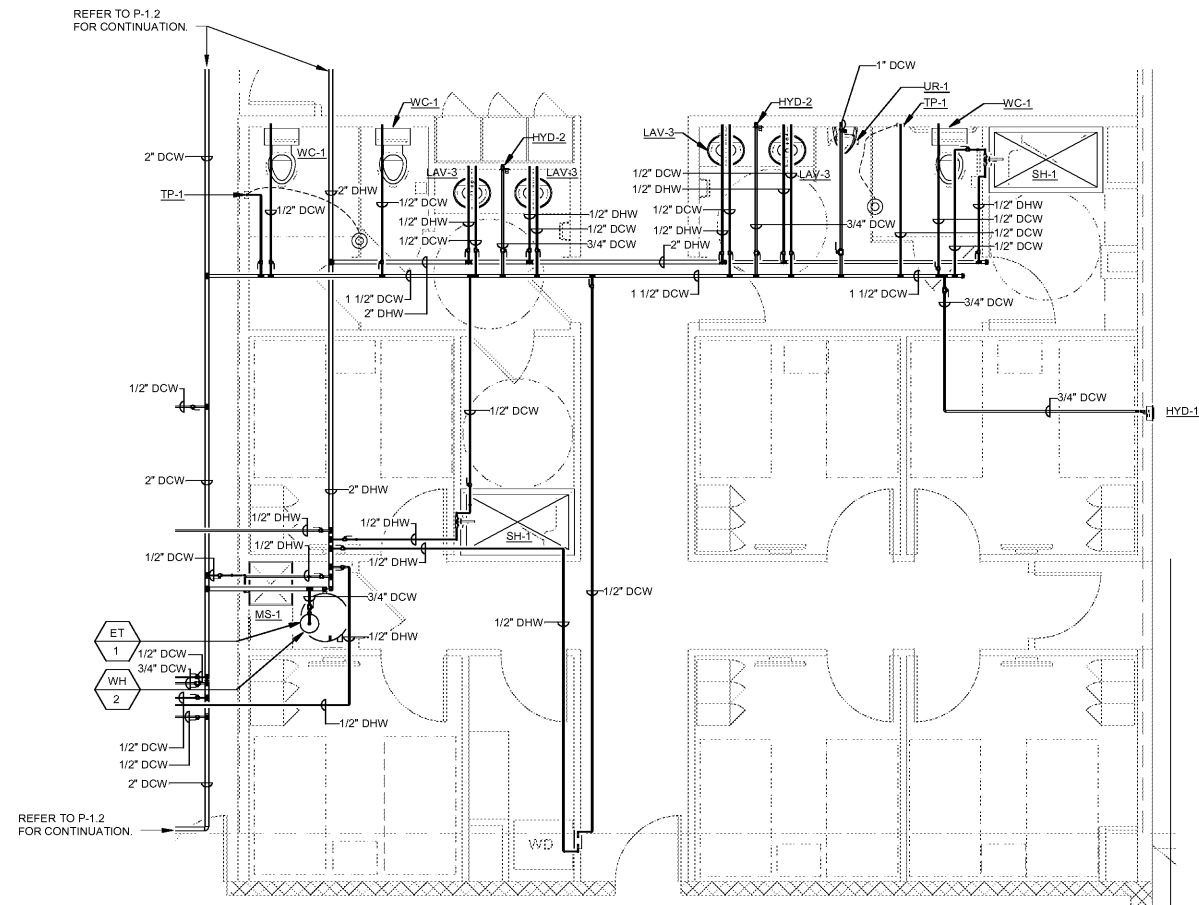 REFER TO P-1.2
FOR CONTINUATION.
1" DCW
UR-1
WC-1
HYD-2
TP-1
WC-1
LAV-3
HYD-2
WC-1
2" DCW
LAV-3
LAV-3
1/2" DCW
LAV-3
SH-1
TP-1
2" DHW
1/2" DHW
1/2" DCW
1/2" DCW
1/2" DHW
1/2" DCW
1/2" DHW
1/2" DCW
1/2" DHW
1/2" DCW
3/4" DCW
1/2" DCW
1/2" DHW
1/2" DCW
3/4" DCW
2" DHW
1/2" DHW
1/2" DCW
1 1/2" DCW
2" DHW
1 1/2" DCW
1 1/2" DCW
3/4" DCW
1/2" DCW
1/2" DCW
3/4" DCW
HYD-1
2" DCW
2" DHW
1/2" DHW
1/2" DHW
SH-1
1/2" DHW
1/2" DCW
1/2" DHW
3/4" DCW
1/2" DCW
MS-1
ET
1
1/2" DHW
1/2" DHW
1/2" DCW
3/4" DCW
WH
2
1/2" DHW
1/2" DCW
1/2" DCW
2" DCW
REFER TO P-1.2
FOR CONTINUATION.
WD